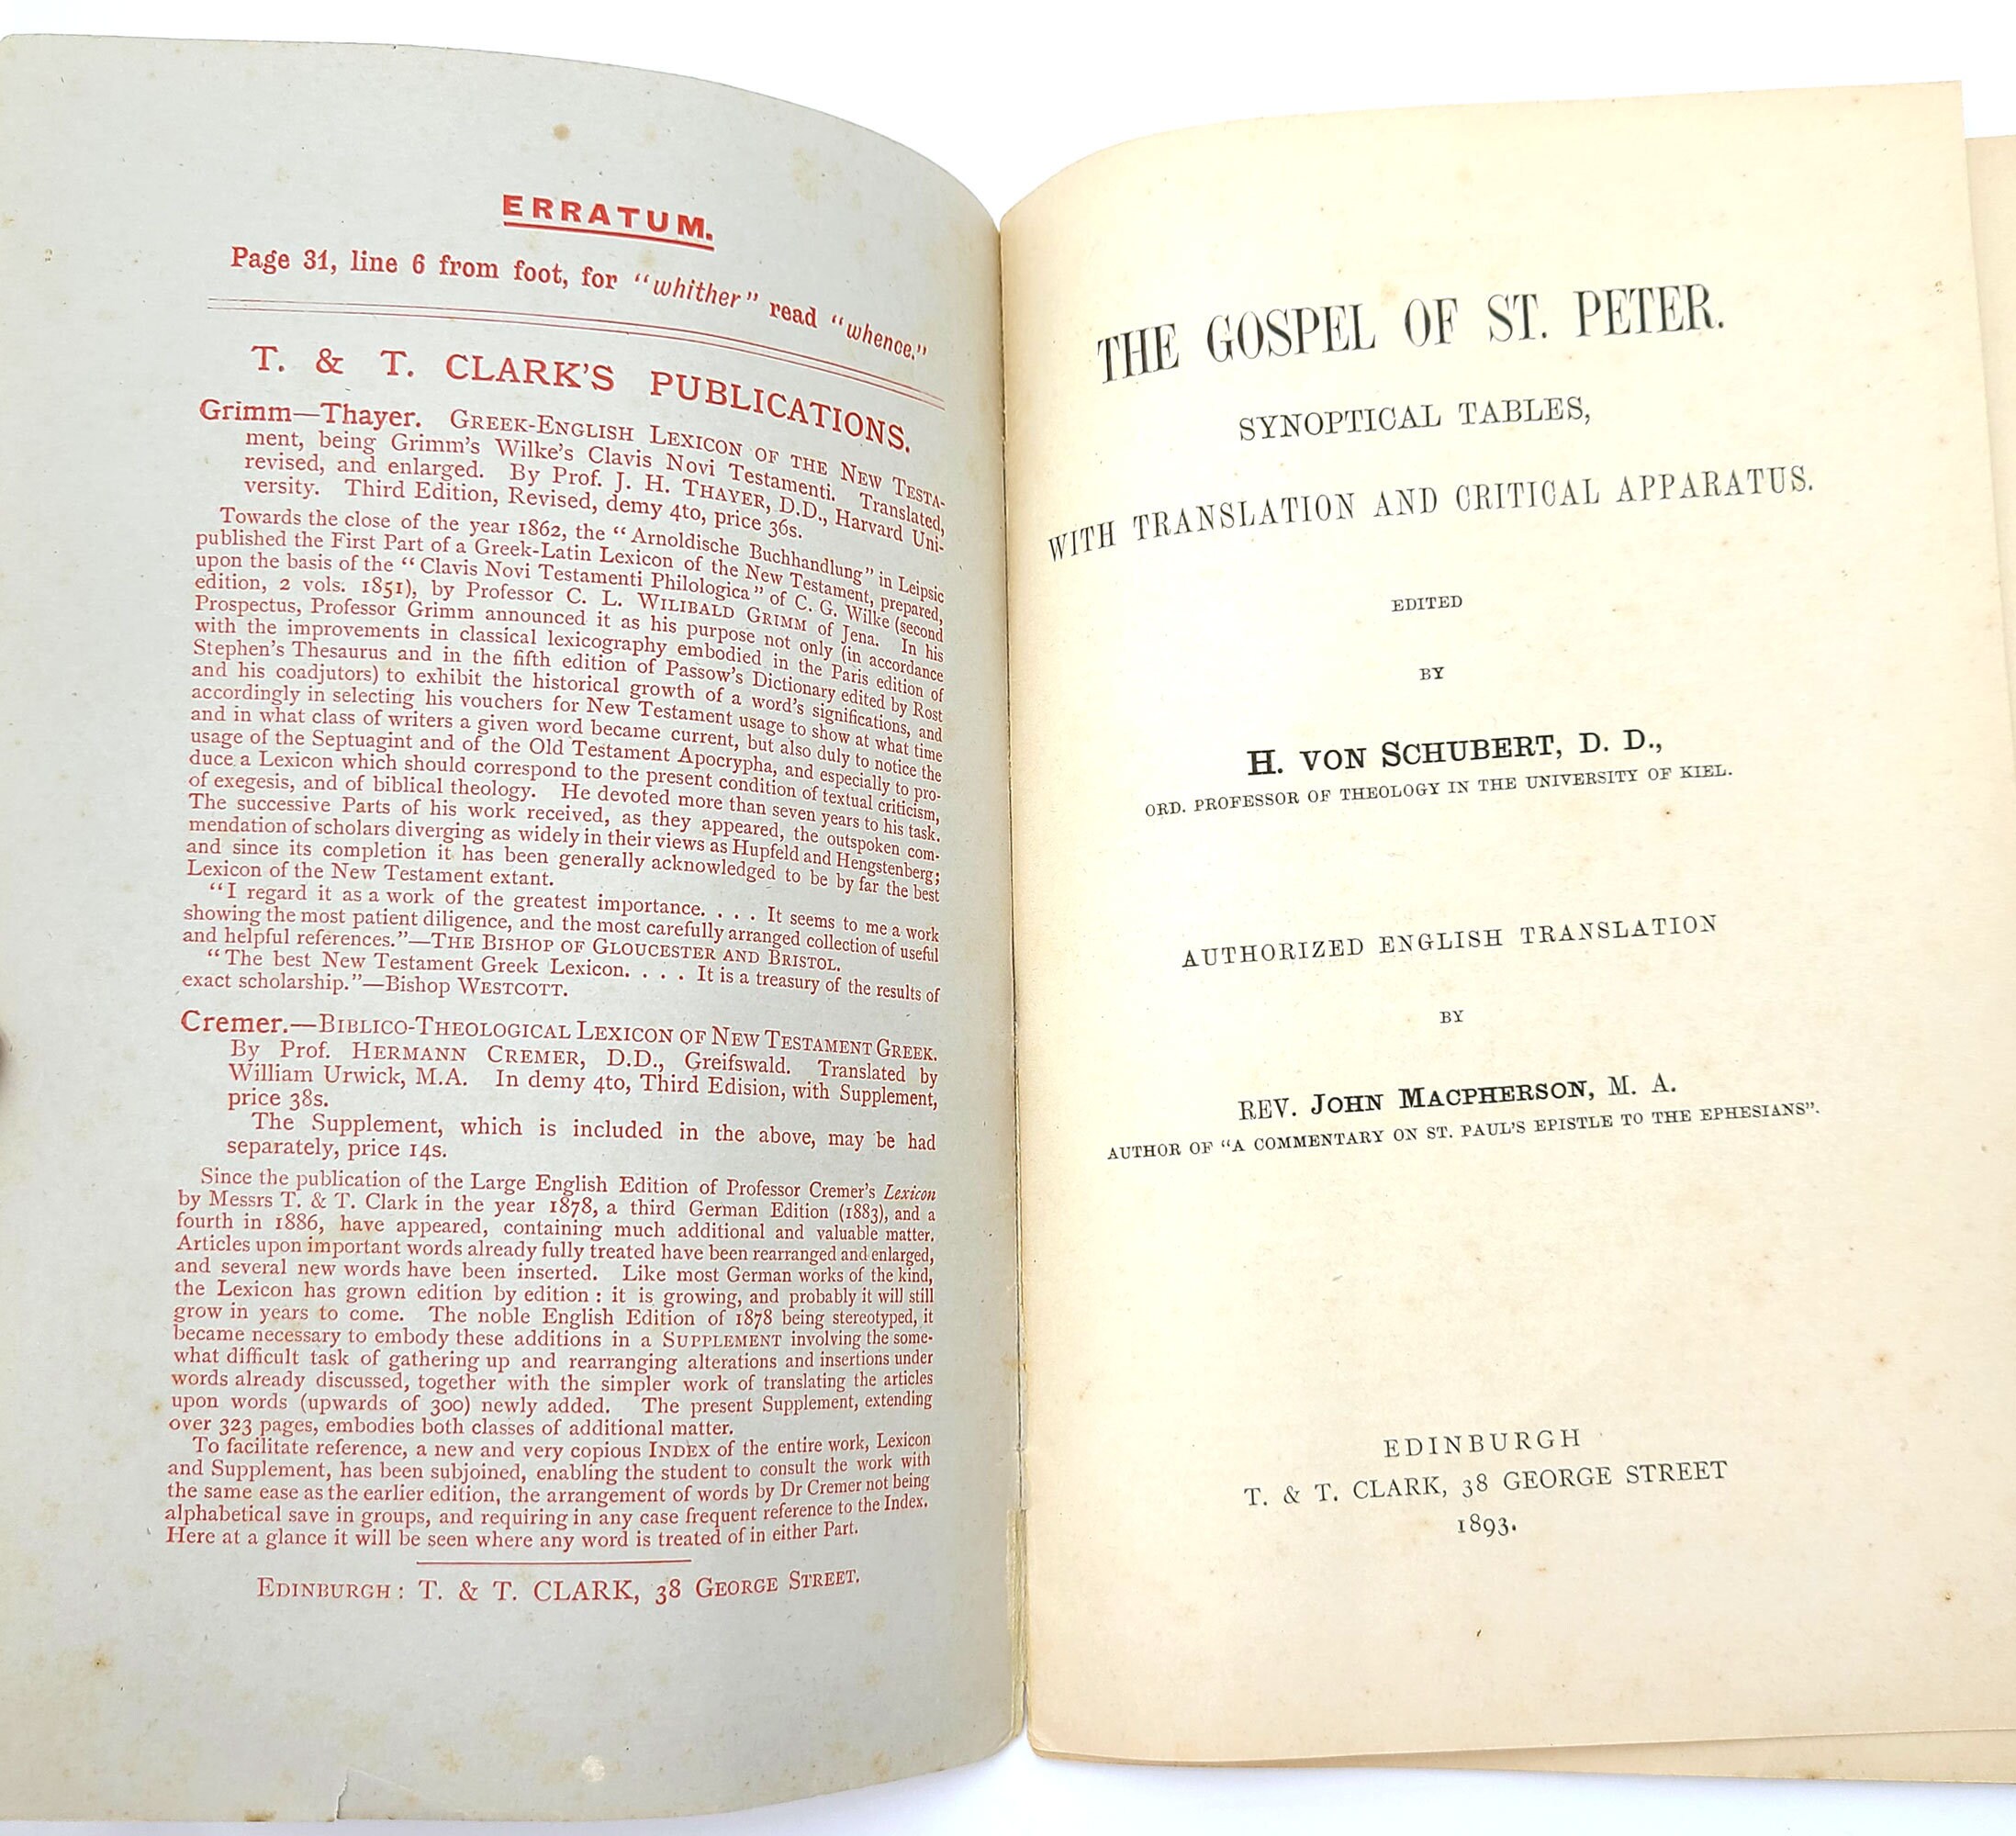 ERRATUM.
Page 31, line 6 from foot, for "whither" read "whence."
T. & T. CLARK'S PUBLICATIONS.
Grimm—Thayer. GREEK-ENGLISH LEXICON OF THE NEW TESTA-
ment, being Grimm's Wilke's Clavis Novi Testamenti. Translated,
revised, and enlarged. By Prof. J. H. THAYER, D.D., Harvard Uni-
versity. Third Edition, Revised, demy 4to, price 36s.
Towards the close of the year 1862, the "Arnoldische Buchhandlung" in Leipsic
published the First Part of a Greek-Latin Lexicon of the New Testament, prepared,
upon the basis of the "Clavis Novi Testamenti Philologica" of C. G. Wilke (second
edition, 2 vols. 1851), by Professor C. L. WILIBALD GRIMM of Jena. In his
Prospectus, Professor Grimm announced it as his purpose not only (in accordance
with the improvements in classical lexicography embodied in the Paris edition of
Stephen's Thesaurus and in the fifth edition of Passow's Dictionary edited by Rost
and his coadjutors) to exhibit the historical growth of a word's significations, and
accordingly in selecting his vouchers for New Testament usage to show at what time
and in what class of writers a given word became current, but also duly to notice the
usage of the Septuagint and of the Old Testament Apocrypha, and especially to pro-
duce a Lexicon which should correspond to the present condition of textual criticism,
of exegesis, and of biblical theology. He devoted more than seven years to his task.
The successive Parts of his work received, as they appeared, the outspoken com-
mendation of scholars diverging as widely in their views as Hupfeld and Hengstenberg;
and since its completion it has been generally acknowledged to be by far the best
Lexicon of the New Testament extant.
"I regard it as a work of the greatest importance. . . . It seems to me a work
showing the most patient diligence, and the most carefully arranged collection of useful
and helpful references."—THE BISHOP OF GLOUCESTER AND BRISTOL.
"The best New Testament Greek Lexicon. . . . It is a treasury of the results of
exact scholarship."—Bishop WESTCOTT.
Cremer.—BIBLICO-THEOLOGICAL LEXICON OF NEW TESTAMENT GREEK.
By Prof. HERMANN CREMER, D.D., Greifswald. Translated by
William Urwick, M.A. In demy 4to, Third Edision, with Supplement,
price 38s.
The Supplement, which is included in the above, may be had
separately, price 14s.
Since the publication of the Large English Edition of Professor Cremer's Lexicon
by Messrs T. & T. Clark in the year 1878, a third German Edition (1883), and a
fourth in 1886, have appeared, containing much additional and valuable matter.
Articles upon important words already fully treated have been rearranged and enlarged,
and several new words have been inserted. Like most German works of the kind,
the Lexicon has grown edition by edition : it is growing, and probably it will still
grow in years to come. The noble English Edition of 1878 being stereotyped, it
became necessary to embody these additions in a SUPPLEMENT involving the some-
what difficult task of gathering up and rearranging alterations and insertions under
words already discussed, together with the simpler work of translating the articles
upon words (upwards of 300) newly added. The present Supplement, extending
over 323 pages, embodies both classes of additional matter.
To facilitate reference, a new and very copious INDEX of the entire work, Lexicon
and Supplement, has been subjoined, enabling the student to consult the work with
the same ease as the earlier edition, the arrangement of words by Dr Cremer not being
alphabetical save in groups, and requiring in any case frequent reference to the Index.
Here at a glance it will be seen where any word is treated of in either Part.
EDINBURGH : T. & T. CLARK, 38 GEORGE STREET.
THE GOSPEL OF ST. PETER.
SYNOPTICAL TABLES,
WITH TRANSLATION AND CRITICAL APPARATUS.
EDITED
BY
H. VON SCHUBERT, D. D.,
ORD. PROFESSOR OF THEOLOGY IN THE UNIVERSITY OF KIEL.
AUTHORIZED ENGLISH TRANSLATION
BY
REV. JOHN MACPHERSON, M. A.
AUTHOR OF "A COMMENTARY ON ST. PAUL'S EPISTLE TO THE EPHESIANS".
EDINBURGH
T. & T. CLARK, 38 GEORGE STREET
1893.